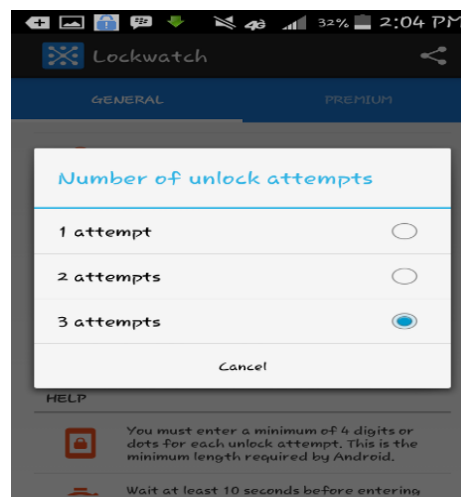 32% 2:04 PM
Lockwatch
GENERAL PREMIUM
Number of unlock attempts
1 attempt
2 attempts
3 attempts
Cancel
HELP
You must enter a minimum of 4 digits or
dots for each unlock attempt. This is the
minimum length required by Android.
Wait at least 10 seconds before entering